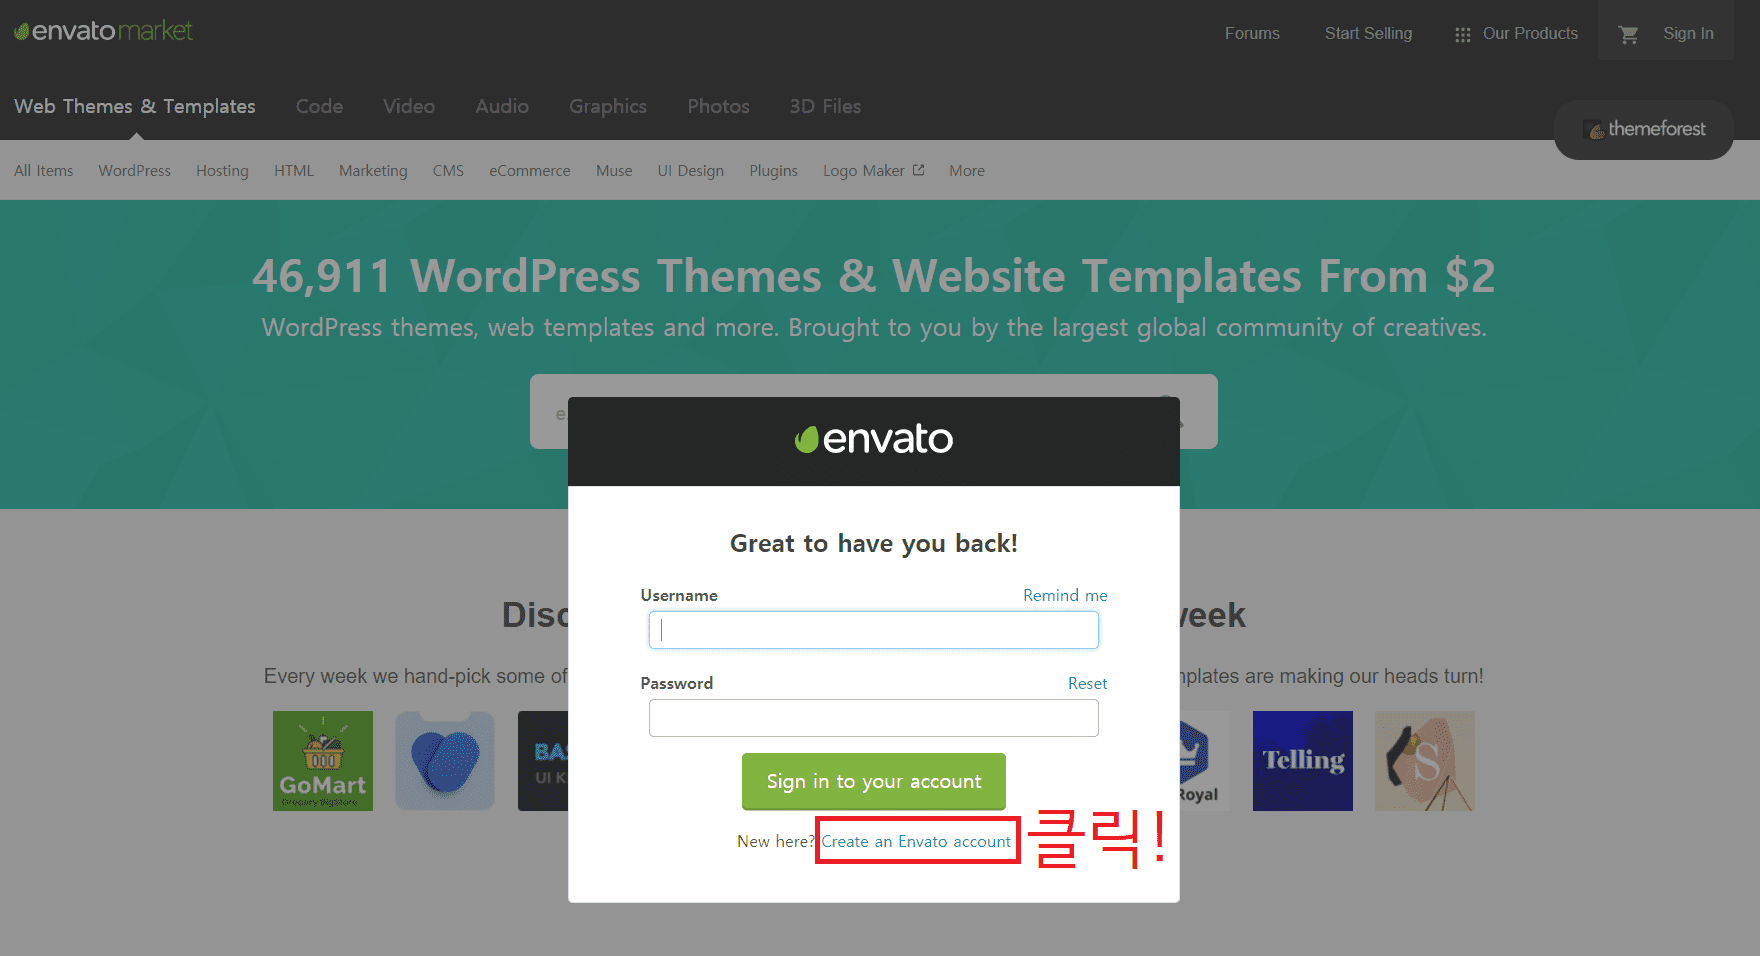 envatomarket
Forums Start Selling Our Products Sign In
Web Themes & Templates Code Video Audio Graphics Photos 3D Files
themeforest
All Items WordPress Hosting HTML Marketing CMS eCommerce Muse UI Design Plugins Logo Maker More
46,911 WordPress Themes & Website Templates From $2
WordPress themes, web templates and more. Brought to you by the largest global community of creatives.
envato
Great to have you back!
Username Remind me
Password Reset
Sign in to your account
New here? Create an Envato account 클릭!
Every week we hand-pick some of are making our heads turn!
GoMart
Grocery BigStore
Telling
S
Royal